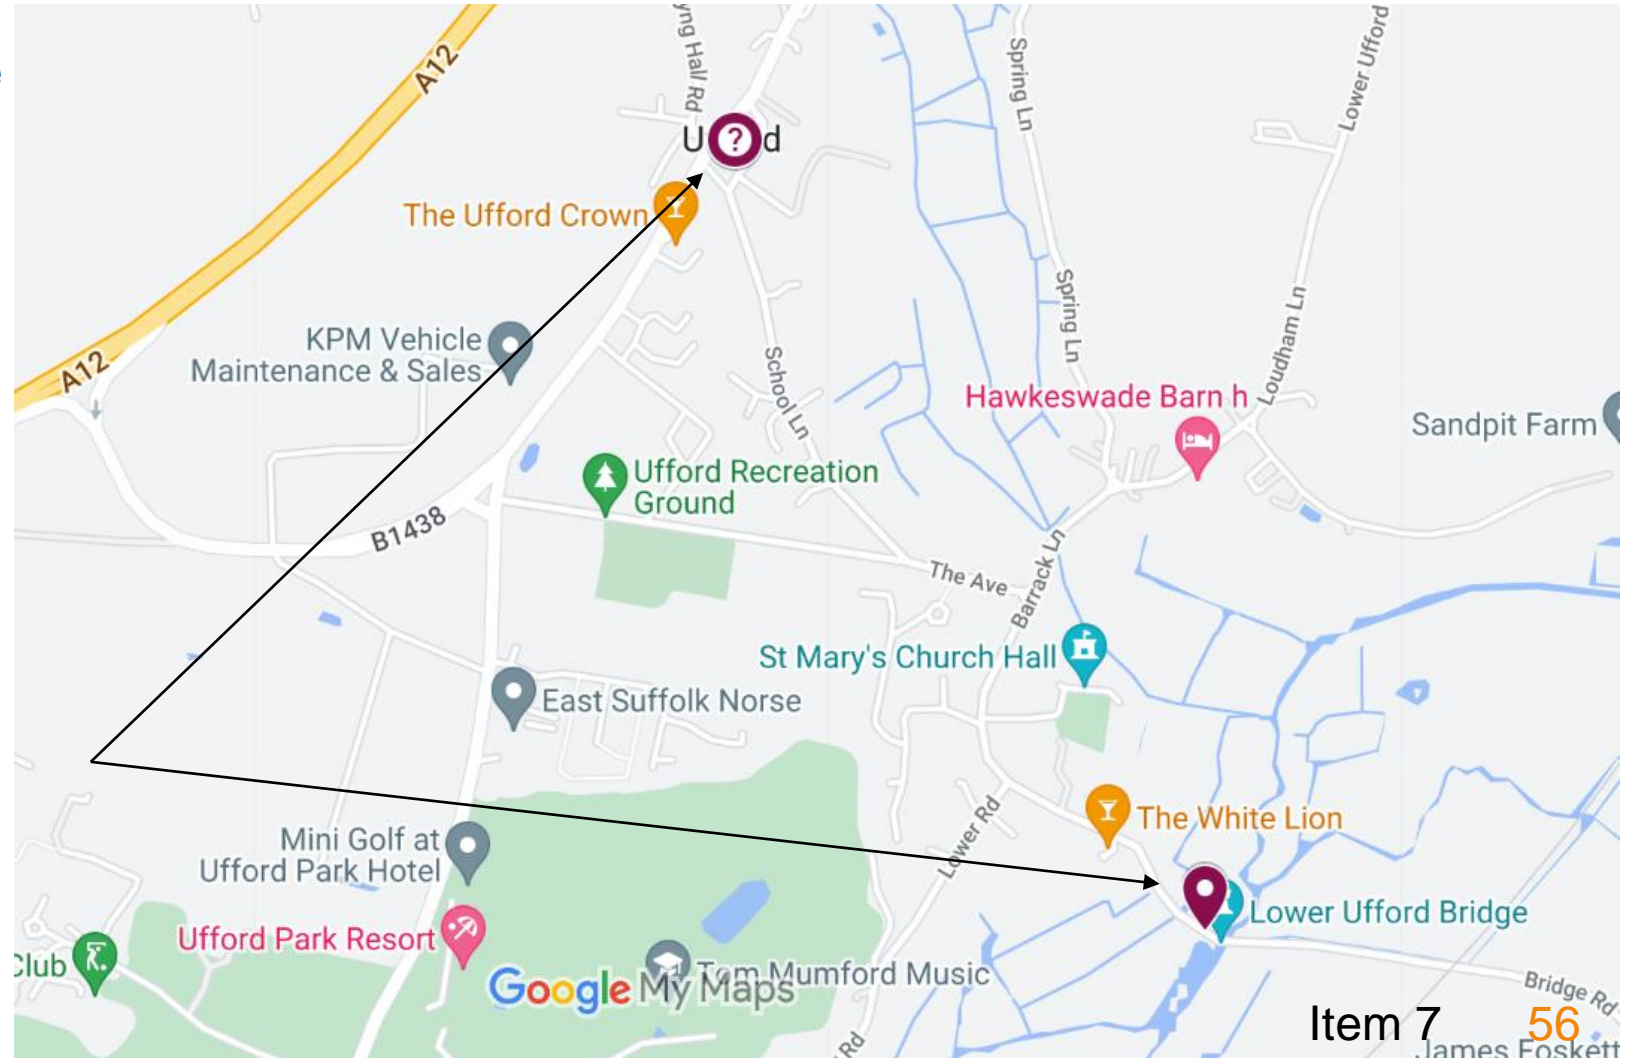 A12
yng Hall Rd
Spring Ln
Lower Ufford
U ? d
The Ufford Crown
KPM Vehicle
Maintenance & Sales
A12
School Ln
Spring Ln
Loudham Ln
Hawkeswade Barn h
Sandpit Farm
Ufford Recreation
Ground
B1438
The Ave
Barrack Ln
St Mary's Church Hall
East Suffolk Norse
Mini Golf at
Ufford Park Hotel
Lower Rd
The White Lion
Ufford Park Resort
Lower Ufford Bridge
Club
Tom Mumford Music
Google My Maps
Bridge Rd
Rd
Item 7 56
James Foskett